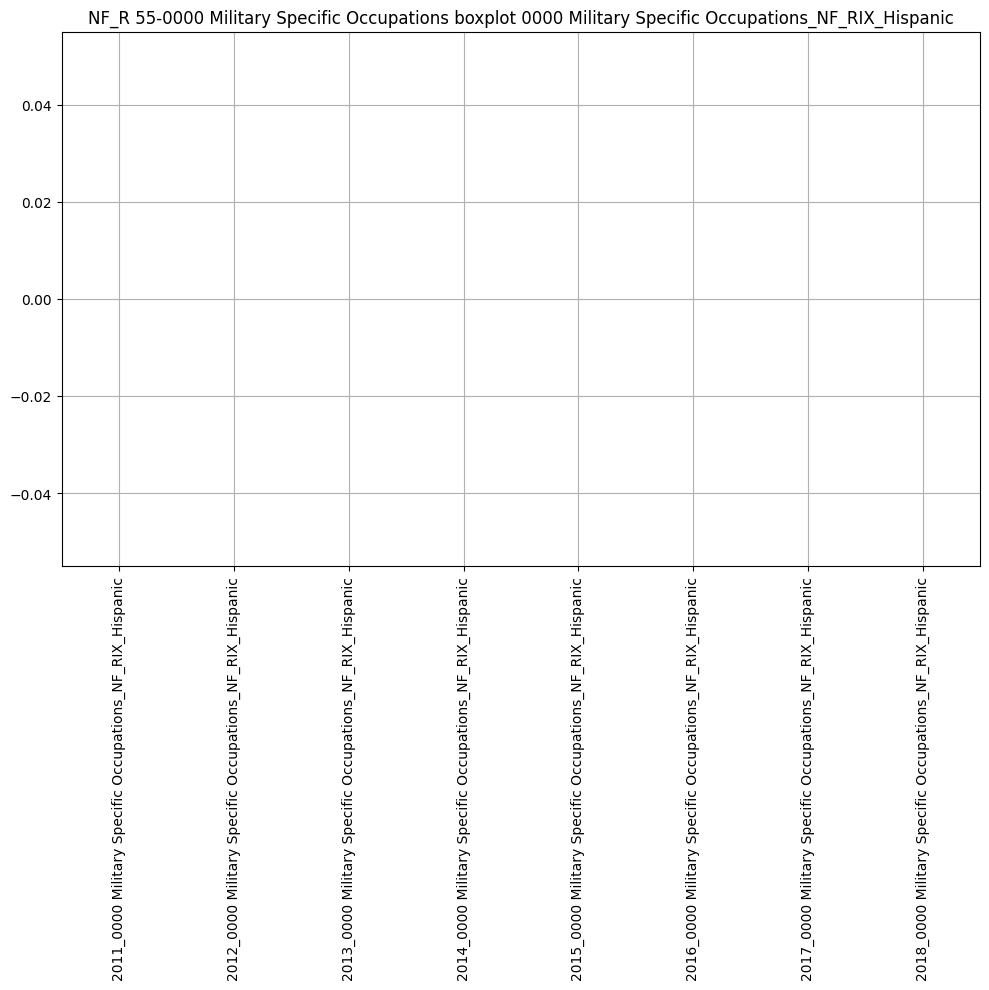 NF_R 55-0000 Military Specific Occupations boxplot 0000 Military Specific Occupations_NF_RIX_Hispanic
0.04
0.02
0.00
−0.02
−0.04
2011_0000 Military Specific Occupations_NF_RIX_Hispanic
2012_0000 Military Specific Occupations_NF_RIX_Hispanic
2013_0000 Military Specific Occupations_NF_RIX_Hispanic
2014_0000 Military Specific Occupations_NF_RIX_Hispanic
2015_0000 Military Specific Occupations_NF_RIX_Hispanic
2016_0000 Military Specific Occupations_NF_RIX_Hispanic
2017_0000 Military Specific Occupations_NF_RIX_Hispanic
2018_0000 Military Specific Occupations_NF_RIX_Hispanic